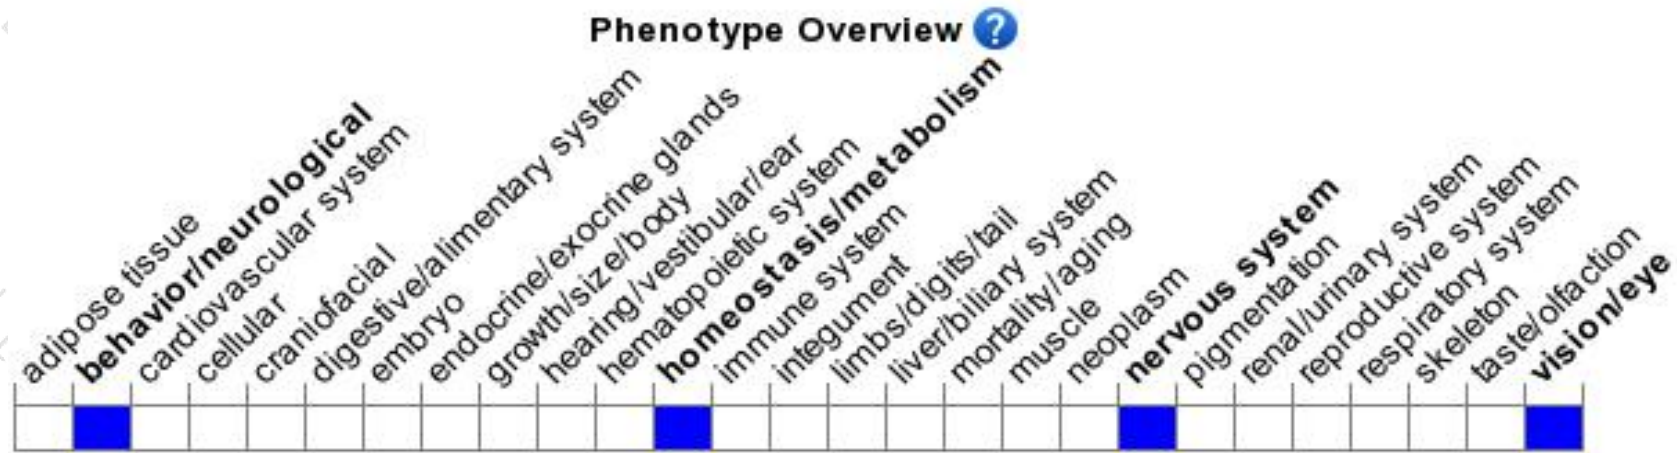 Phenotype Overview ?
adipose tissue
behavior/neurological
cardiovascular system
cellular
craniofacial
digestive/alimentary system
embryo
endocrine/exocrine glands
growth/size/body
hearing/vestibular/ear
hematopoietic system
homeostasis/metabolism
immune system
integument
limbs/digits/tail
liver/biliary system
mortality/aging
muscle
neoplasm
nervous system
pigmentation
renal/urinary system
reproductive system
respiratory system
skeleton
taste/olfaction
vision/eye